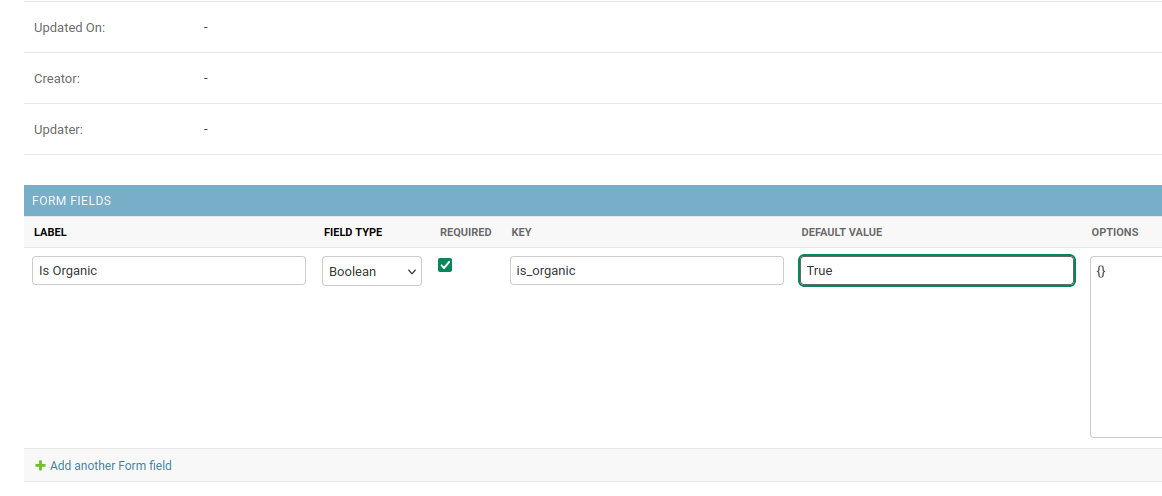 Updated On: -
Creator: -
Updater: -
FORM FIELDS
LABEL FIELD TYPE REQUIRED KEY DEFAULT VALUE OPTIONS
Is Organic Boolean is_organic True {}
Add another Form field